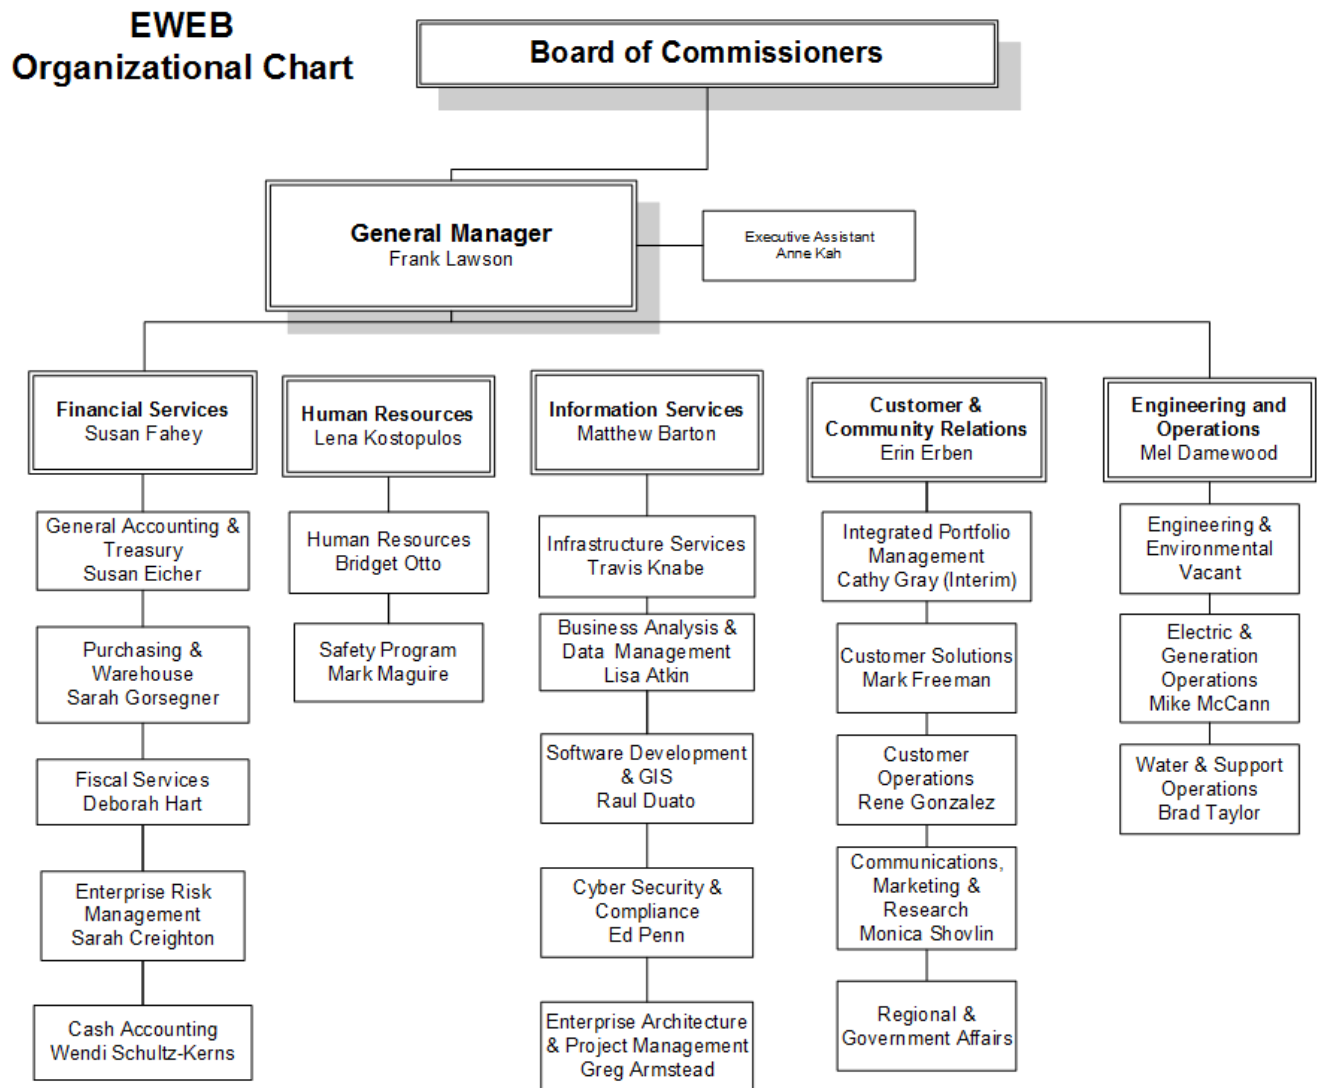 EWEB
Organizational Chart
Board of Commissioners
General Manager
Frank Lawson
Executive Assistant
Anne Kah
Financial Services
Susan Fahey
Human Resources
Lena Kostopulos
Information Services
Matthew Barton
Customer &
Community Relations
Erin Erben
Engineering and
Operations
Mel Damewood
General Accounting &
Treasury
Susan Eicher
Purchasing &
Warehouse
Sarah Gorsegner
Fiscal Services
Deborah Hart
Enterprise Risk
Management
Sarah Creighton
Cash Accounting
Wendi Schultz-Kerns
Human Resources
Bridget Otto
Safety Program
Mark Maguire
Infrastructure Services
Travis Knabe
Business Analysis &
Data Management
Lisa Atkin
Software Development
& GIS
Raul Duato
Cyber Security &
Compliance
Ed Penn
Enterprise Architecture
& Project Management
Greg Armstead
Integrated Portfolio
Management
Cathy Gray (Interim)
Customer Solutions
Mark Freeman
Customer
Operations
Rene Gonzalez
Communications,
Marketing &
Research
Monica Shovlin
Regional &
Government Affairs
Engineering &
Environmental
Vacant
Electric &
Generation
Operations
Mike McCann
Water & Support
Operations
Brad Taylor